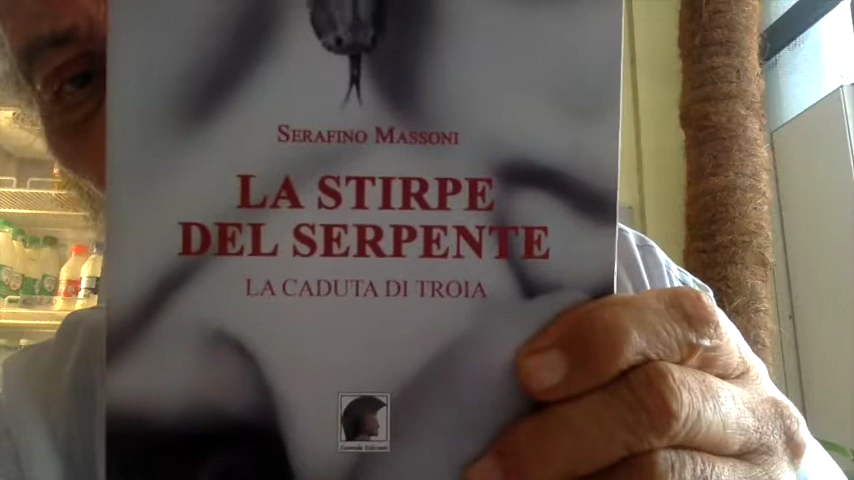 SERAFINO MASSONI
LA STIRPE
DEL SERPENTE
LA CADUTA DI TROIA